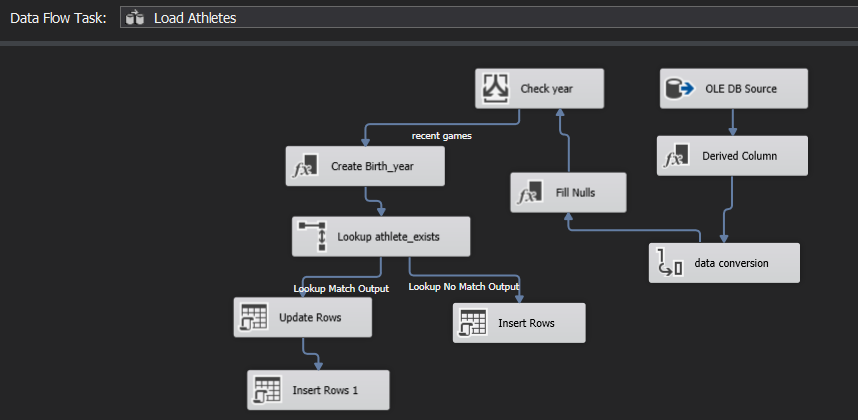 Data Flow Task: Load Athletes
Check year
OLE DB Source
recent games
Create Birth_year
Derived Column
Fill Nulls
Lookup athlete_exists
data conversion
Lookup Match Output
Lookup No Match Output
Update Rows
Insert Rows
Insert Rows 1